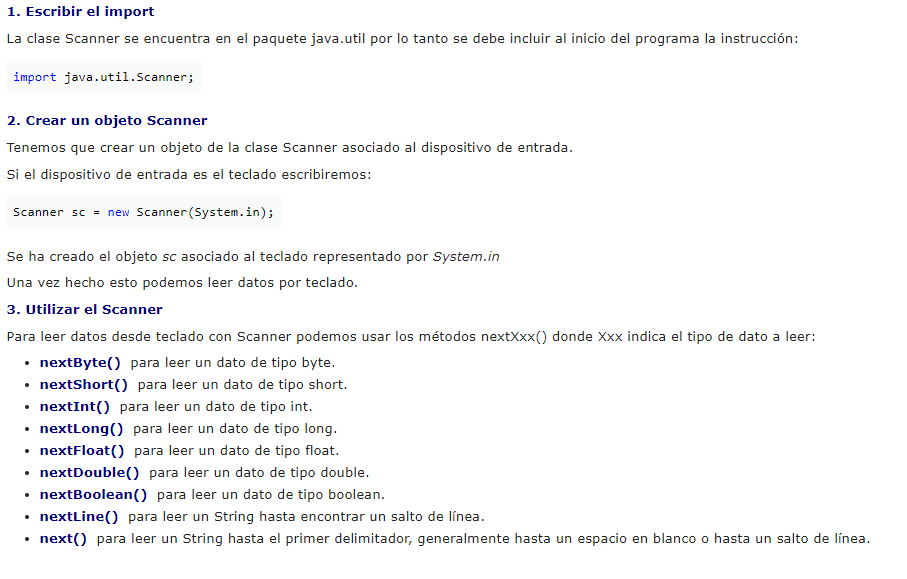 1. Escribir el import
La clase Scanner se encuentra en el paquete java.util por lo tanto se debe incluir al inicio del programa la instrucción:
import java.util.Scanner;
2. Crear un objeto Scanner
Tenemos que crear un objeto de la clase Scanner asociado al dispositivo de entrada.
Si el dispositivo de entrada es el teclado escribiremos:
Scanner sc = new Scanner(System.in);
Se ha creado el objeto sc asociado al teclado representado por System.in
Una vez hecho esto podemos leer datos por teclado.
3. Utilizar el Scanner
Para leer datos desde teclado con Scanner podemos usar los métodos nextXxx() donde Xxx indica el tipo de dato a leer:
• nextByte() para leer un dato de tipo byte.
• nextShort() para leer un dato de tipo short.
• nextInt() para leer un dato de tipo int.
• nextLong() para leer un dato de tipo long.
• nextFloat() para leer un dato de tipo float.
• nextDouble() para leer un dato de tipo double.
• nextBoolean() para leer un dato de tipo boolean.
• nextLine() para leer un String hasta encontrar un salto de línea.
• next() para leer un String hasta el primer delimitador, generalmente hasta un espacio en blanco o hasta un salto de línea.